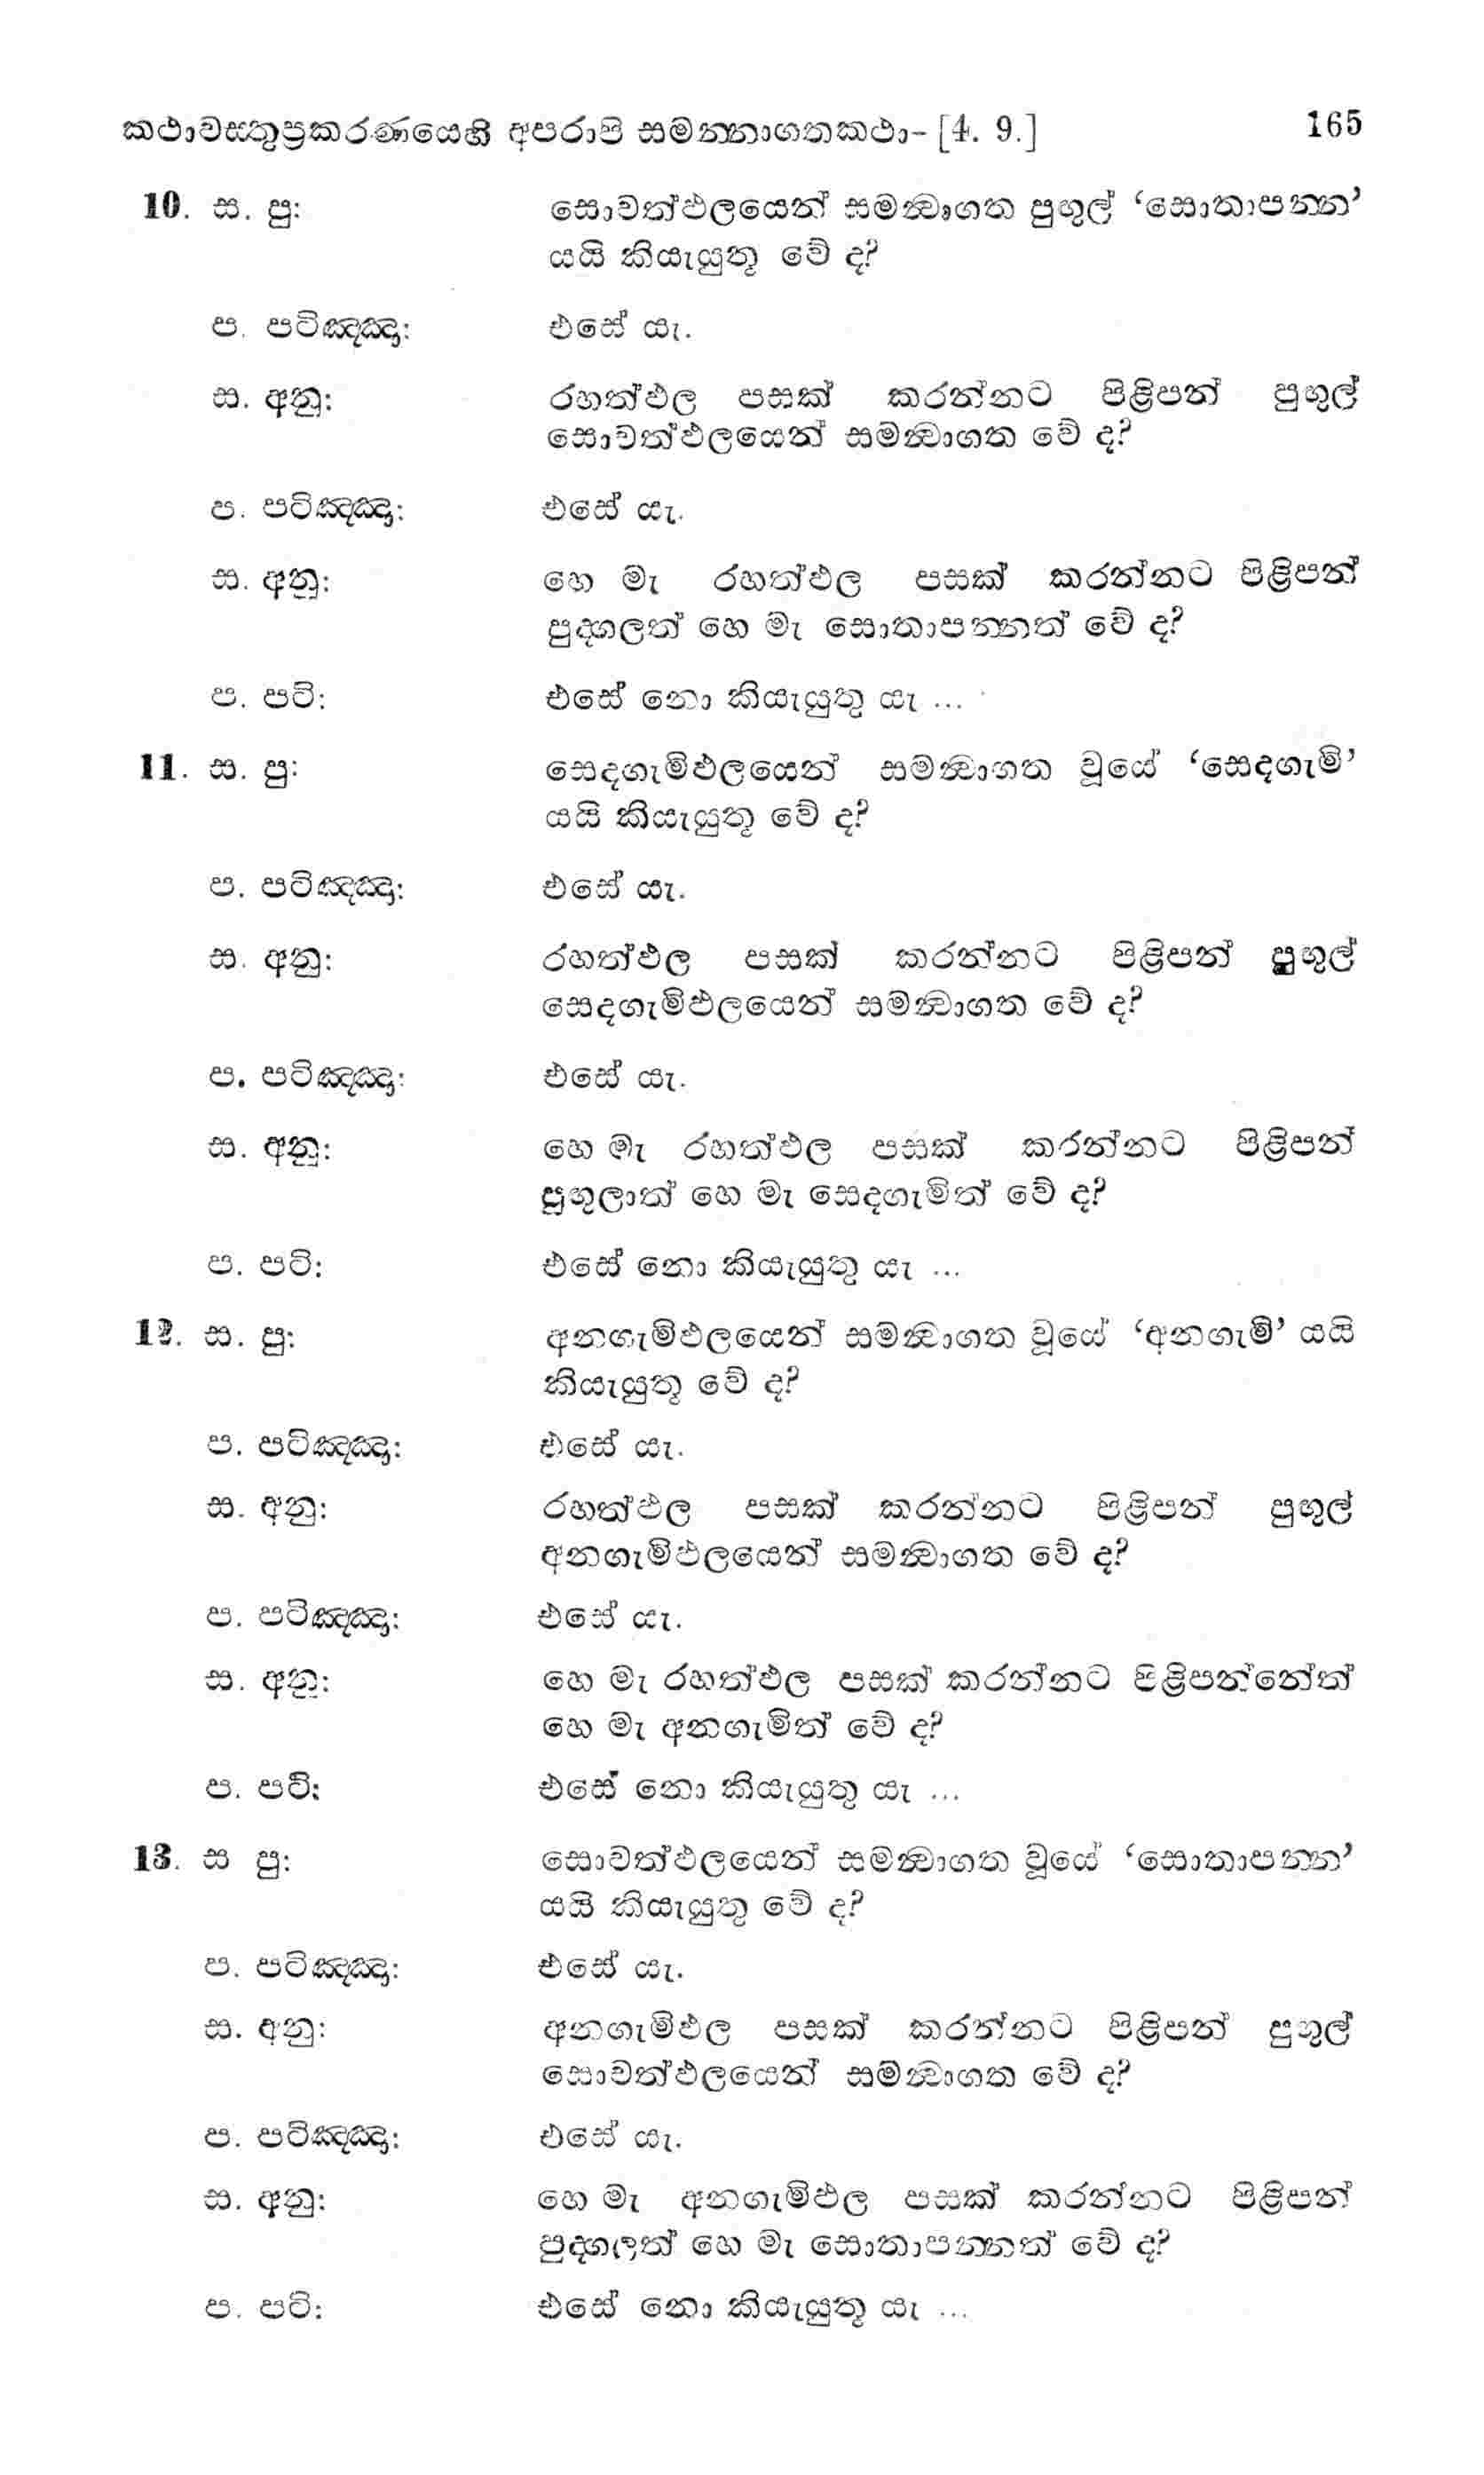 කථාවස්තුප්‍රකරණයෙහි අපරාපි සමන්නාගතකථා- [4. 9.] 165
10. ස. පු: සොවත්ඵලයෙන් සමන්‍වාගත පුඟුල් ‘සොතාපන්න’
යයි කියැයුතු වේ ද?
ප. පටිඤ්ඤා: එසේ යැ.
ස. අනු: රහත්ඵල පසක් කරන්නට පිළිපන් පුඟුල්
සොවත්ඵලයෙන් සමන්‍වාගත වේ ද?
ප. පටිඤ්ඤා: එසේ යැ.
ස. අනු: හෙ මැ රහත්ඵල පසක් කරන්නට පිළිපන්
පුද්ගලත් හෙ මැ සොතාපන්නත් වේ ද?
ප. පටි: එසේ නො කියැයුතු යැ ...
11. ස. පු: සෙදගැමිඵලයෙන් සමන්‍වාගත වූයේ ‘සෙදගැමි’
යයි කියැයුතු වේ ද?
ප. පටිඤ්ඤා: එසේ යැ.
ස. අනු: රහත්ඵල පසක් කරන්නට පිළිපන් පුඟුල්
සෙදගැමිඵලයෙන් සමන්‍වාගත වේ ද?
ප. පටිඤ්ඤා: එසේ යැ.
ස. අනු: හෙ මැ රහත්ඵල පසක් කරන්නට පිළිපන්
පුඟුලාත් හෙ මැ සෙදගැමිත් වේ ද?
ප. පටි: එසේ නො කියැයුතු යැ ...
12. ස. පු: අනගැමිඵලයෙන් සමන්‍වාගත වූයේ ‘අනගැමි’ යයි
කියැයුතු වේ ද?
ප. පටිඤ්ඤා: එසේ යැ.
ස. අනු: රහත්ඵල පසක් කරන්නට පිළිපන් පුඟුල්
අනගැමිඵලයෙන් සමන්‍වාගත වේ ද?
ප. පටිඤ්ඤා: එසේ යැ.
ස. අනු: හෙ මැ රහත්ඵල පසක් කරන්නට පිළිපන්නේත්
හෙ මැ අනගැමිත් වේ ද?
ප. පටි: එසේ නො කියැයුතු යැ ...
13. ස පු: සොවත්ඵලයෙන් සමන්‍වාගත වූයේ ‘සොතාපන්න’
යයි කියැයුතු වේ ද?
ප. පටිඤ්ඤා: එසේ යැ.
ස. අනු: අනගැමිඵල පසක් කරන්නට පිළිපන් පුඟුල්
සොවත්ඵලයෙන් සමන්‍වාගත වේ ද?
ප. පටිඤ්ඤා: එසේ යැ.
ස. අනු: හෙ මැ අනගැමිඵල පසක් කරන්නට පිළිපන්
පුද්ගලත් හෙ මැ සොතාපන්නත් වේ ද?
ප. පටි: එසේ නො කියැයුතු යැ ...